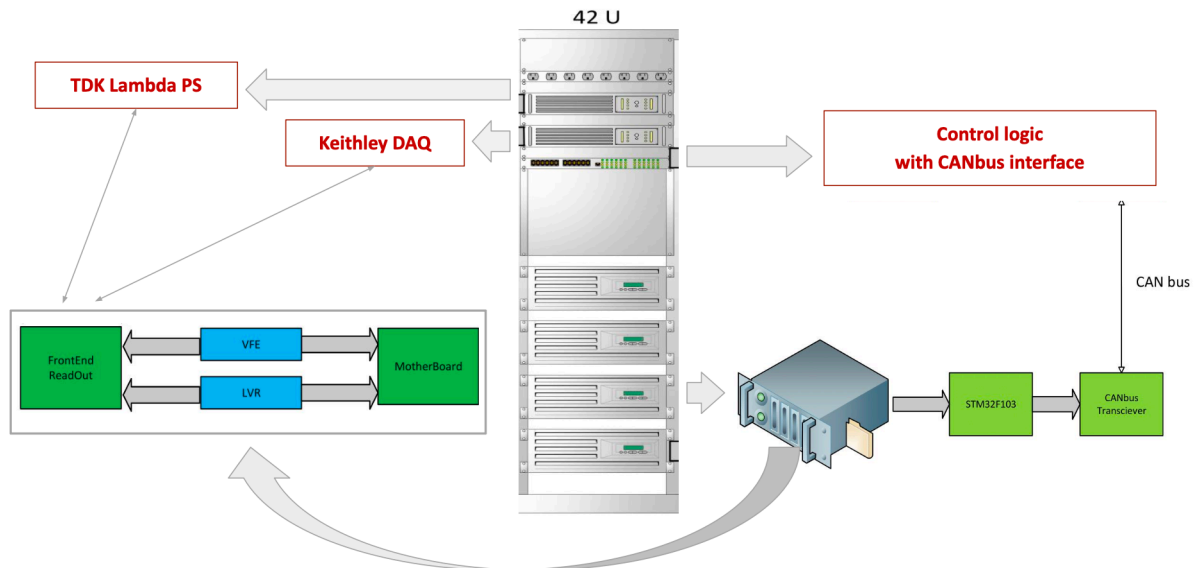 42 U
TDK Lambda PS
Keithley DAQ
Control logic
with CANbus interface
CAN bus
FrontEnd
ReadOut
VFE
LVR
MotherBoard
STM32F103
CANbus
Transciever